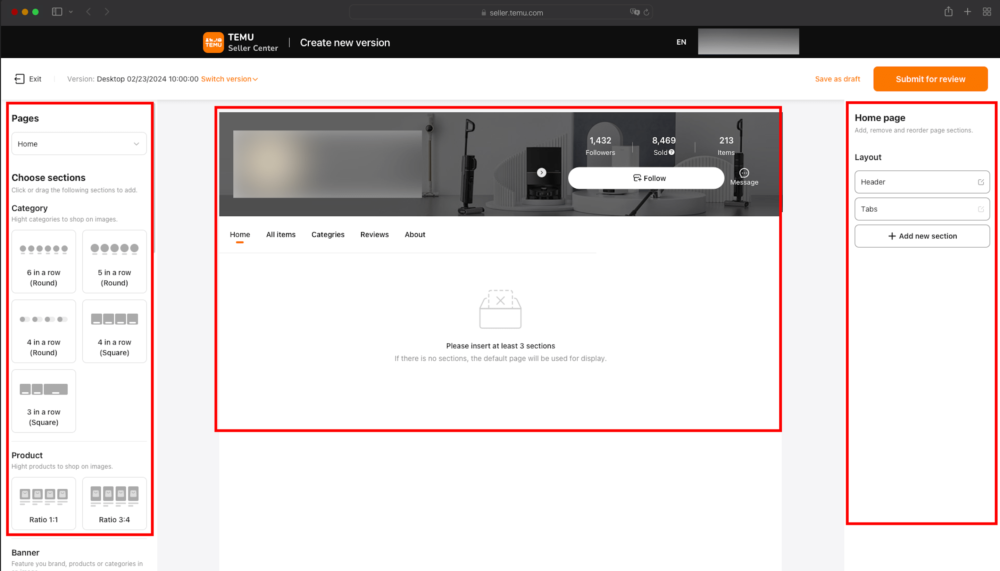 seller.temu.com
TEMU
TEMU
Seller Center
Create new version
EN
Exit
Version: Desktop 02/23/2024 10:00:00 Switch version
Save as draft
Submit for review
Pages
Home
Choose sections
Click or drag the following sections to add.
Category
Hight categories to shop on images.
6 in a row
(Round)
5 in a row
(Round)
4 in a row
(Round)
4 in a row
(Square)
3 in a row
(Square)
Product
Hight products to shop on images.
Ratio 1:1
Ratio 3:4
Banner
Feature you brand, products or categories in
1,432
Followers
8,469
Sold
213
Items
Follow
Message
Home
All items
Categries
Reviews
About
Please insert at least 3 sections
If there is no sections, the default page will be used for display.
Home page
Add, remove and reorder page sections.
Layout
Header
Tabs
+ Add new section